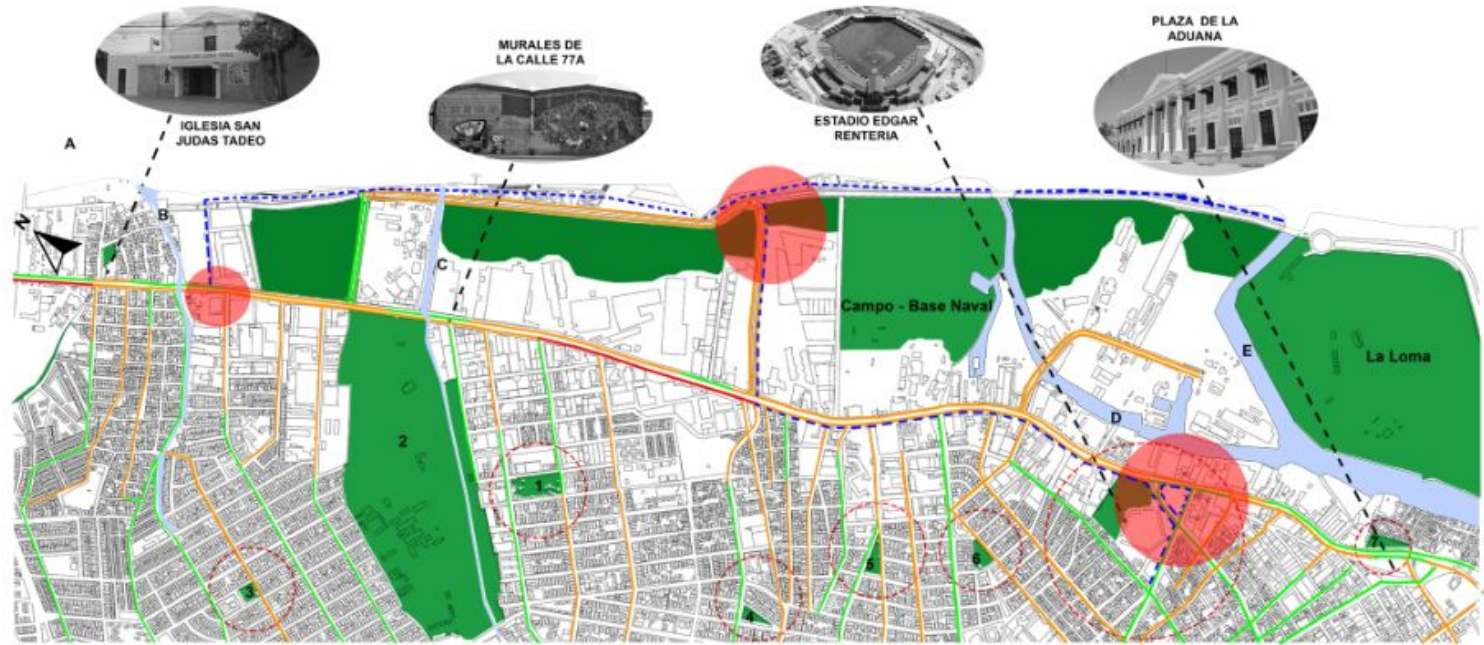 IGLESIA SAN
JUDAS TADEO
MURALES DE
LA CALLE 77A
ESTADIO EDGAR
RENTERIA
PLAZA DE LA
ADUANA
A
B
N
C
Campo - Base Naval
E
La Loma
D
2
1
3
4
5
6
7